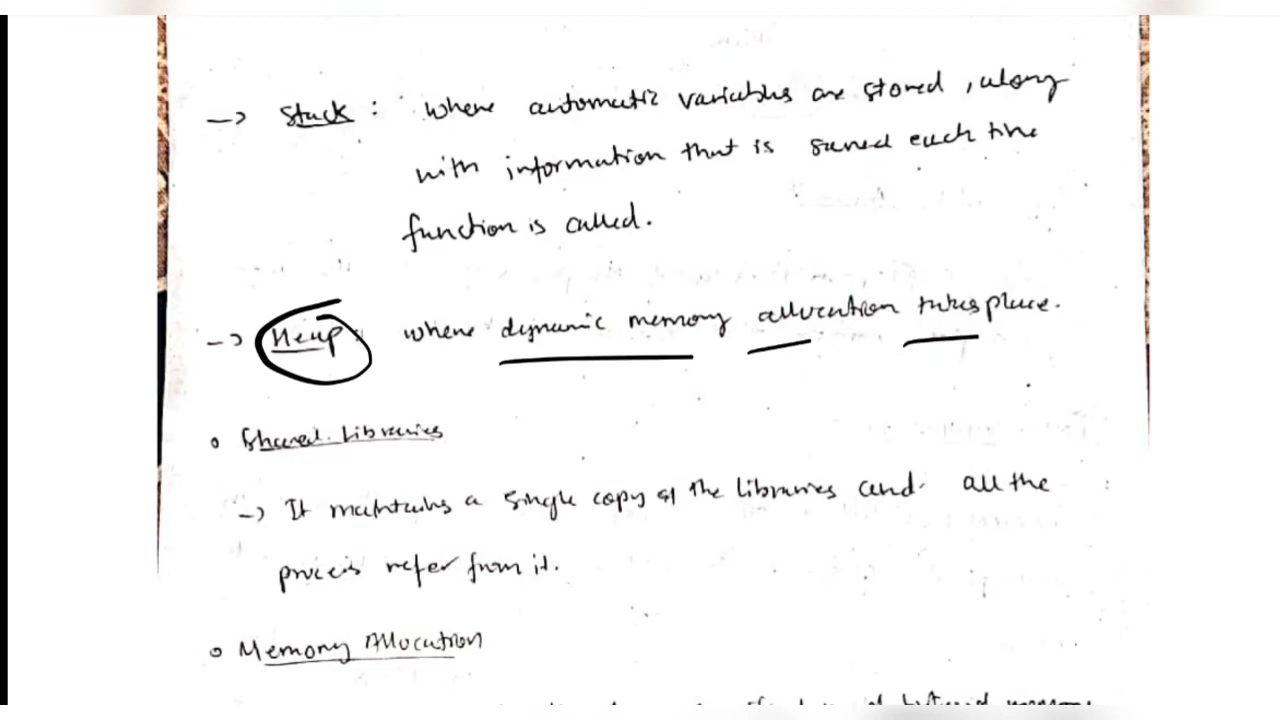 -> Stack : where automatic variables are stored, along
with information that is saved each time
function is called.
-> Heap : where dynamic memory allocation takes place.
o Shared Libraries
-> It maintains a single copy of the libraries and all the
process refer from it.
o Memory Allocation